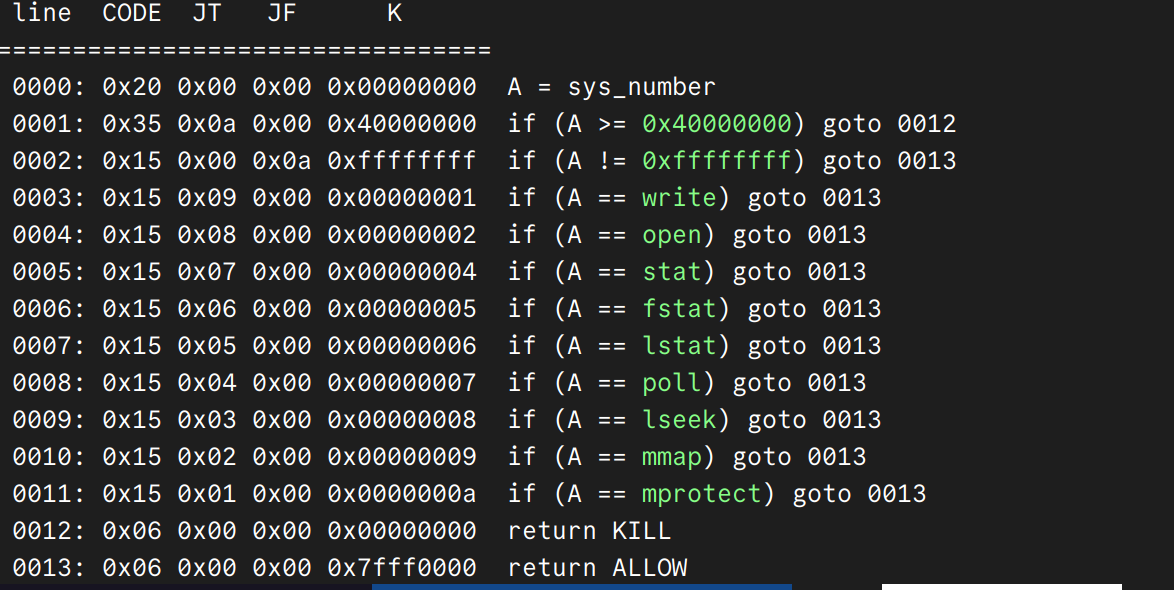 line  CODE  JT   JF      K
=================================
0000: 0x20 0x00 0x00 0x00000000  A = sys_number
0001: 0x35 0x0a 0x00 0x40000000  if (A >= 0x40000000) goto 0012
0002: 0x15 0x00 0x0a 0xffffffff  if (A != 0xffffffff) goto 0013
0003: 0x15 0x09 0x00 0x00000001  if (A == write) goto 0013
0004: 0x15 0x08 0x00 0x00000002  if (A == open) goto 0013
0005: 0x15 0x07 0x00 0x00000004  if (A == stat) goto 0013
0006: 0x15 0x06 0x00 0x00000005  if (A == fstat) goto 0013
0007: 0x15 0x05 0x00 0x00000006  if (A == lstat) goto 0013
0008: 0x15 0x04 0x00 0x00000007  if (A == poll) goto 0013
0009: 0x15 0x03 0x00 0x00000008  if (A == lseek) goto 0013
0010: 0x15 0x02 0x00 0x00000009  if (A == mmap) goto 0013
0011: 0x15 0x01 0x00 0x0000000a  if (A == mprotect) goto 0013
0012: 0x06 0x00 0x00 0x00000000  return KILL
0013: 0x06 0x00 0x00 0x7fff0000  return ALLOW